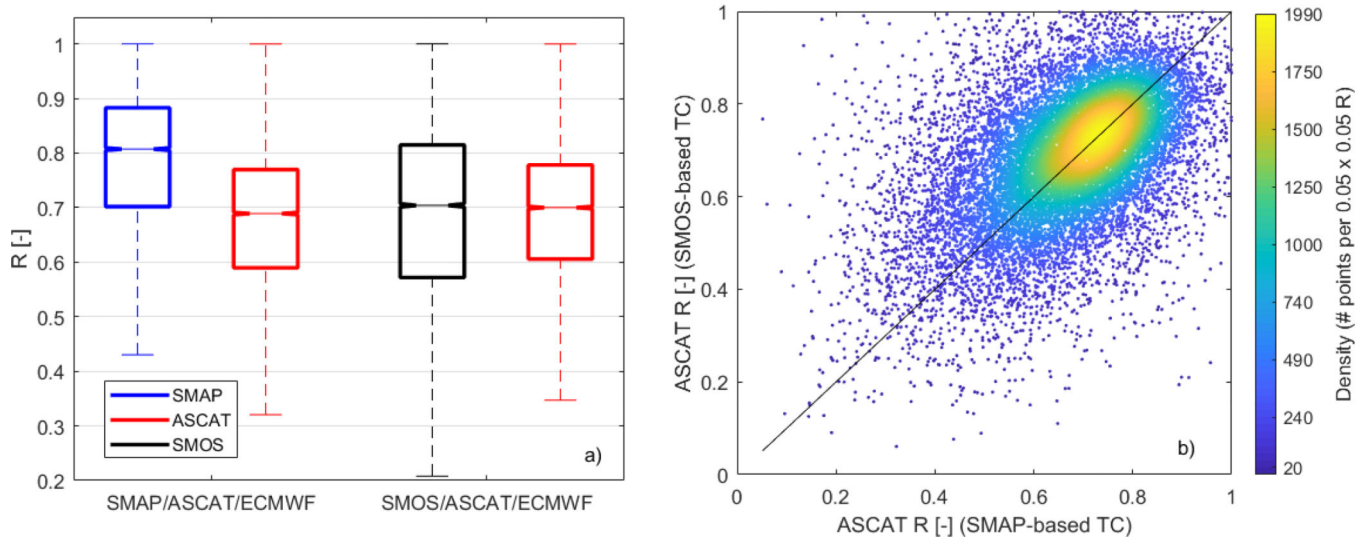 R [-]
1
0.9
0.8
0.7
0.6
0.5
0.4
0.3
0.2
SMAP
ASCAT
SMOS
a)
SMAP/ASCAT/ECMWF
SMOS/ASCAT/ECMWF
ASCAT R [-] (SMOS-based TC)
1
0.8
0.6
0.4
0.2
0
b)
0
0.2
0.4
0.6
0.8
1
ASCAT R [-] (SMAP-based TC)
1990
1750
1500
1250
1000
740
490
240
20
Density (# points per 0.05 x 0.05 R)